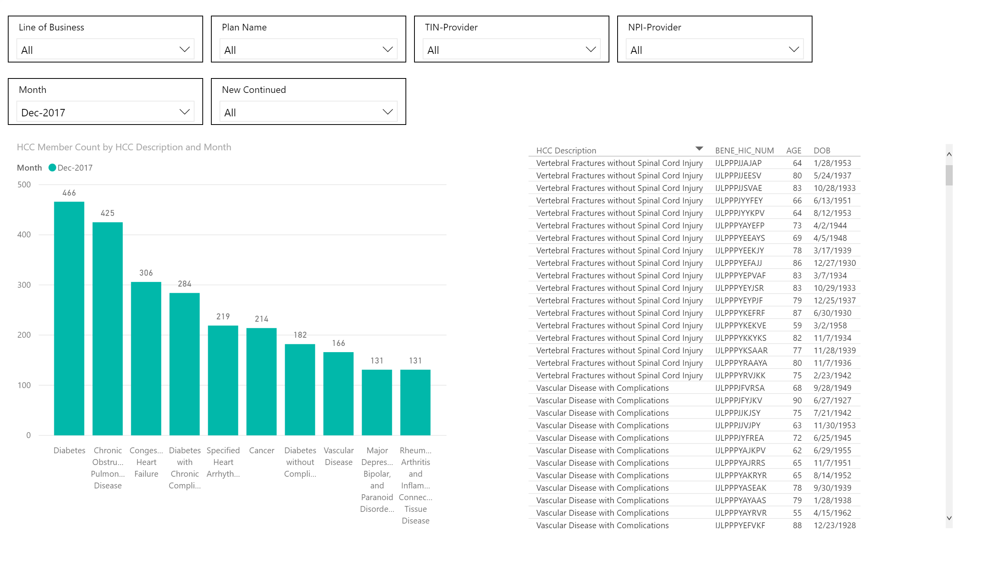 Line of Business
All
Plan Name
All
TIN-Provider
All
NPI-Provider
All
Month
Dec-2017
New Continued
All
HCC Member Count by HCC Description and Month
Month Dec-2017
500
400
300
200
100
0
466
425
306
284
219
214
182
166
131
131
Diabetes
Chronic
Obstru...
Pulmon...
Disease
Conges...
Heart
Failure
Diabetes
with
Chronic
Compli...
Specified
Heart
Arrhyth...
Cancer
Diabetes
without
Compli...
Vascular
Disease
Major
Depres...
Bipolar,
and
Paranoid
Disorde...
Rheum...
Arthritis
and
Inflam...
Connec...
Tissue
Disease
HCC Description BENE_HIC_NUM AGE DOB
Vertebral Fractures without Spinal Cord Injury IJLPPPJJAJAP 64 1/28/1953
Vertebral Fractures without Spinal Cord Injury IJLPPPJJEESV 80 5/24/1937
Vertebral Fractures without Spinal Cord Injury IJLPPPJJSVAE 83 10/28/1933
Vertebral Fractures without Spinal Cord Injury IJLPPPJYYFEY 66 6/13/1951
Vertebral Fractures without Spinal Cord Injury IJLPPPJYYKPV 64 8/12/1953
Vertebral Fractures without Spinal Cord Injury IJLPPPYAYEFP 73 4/2/1944
Vertebral Fractures without Spinal Cord Injury IJLPPPYEEAYS 69 4/5/1948
Vertebral Fractures without Spinal Cord Injury IJLPPPYEEKJY 78 3/17/1939
Vertebral Fractures without Spinal Cord Injury IJLPPPYEFAJJ 86 12/27/1930
Vertebral Fractures without Spinal Cord Injury IJLPPPYEPVAF 83 3/7/1934
Vertebral Fractures without Spinal Cord Injury IJLPPPYEYJSR 83 10/29/1933
Vertebral Fractures without Spinal Cord Injury IJLPPPYEYPJF 79 12/25/1937
Vertebral Fractures without Spinal Cord Injury IJLPPPYKEFRF 87 6/30/1930
Vertebral Fractures without Spinal Cord Injury IJLPPPYKEKVE 59 3/2/1958
Vertebral Fractures without Spinal Cord Injury IJLPPPYKKYKS 82 11/7/1934
Vertebral Fractures without Spinal Cord Injury IJLPPPYKSAAR 77 11/28/1939
Vertebral Fractures without Spinal Cord Injury IJLPPPYRAAYA 80 11/7/1936
Vertebral Fractures without Spinal Cord Injury IJLPPPYRVJKK 75 2/23/1942
Vascular Disease with Complications IJLPPPJFVRSA 68 9/28/1949
Vascular Disease with Complications IJLPPPJFYJKV 90 6/27/1927
Vascular Disease with Complications IJLPPPJJKJSY 75 7/21/1942
Vascular Disease with Complications IJLPPPJJVJPY 63 11/30/1953
Vascular Disease with Complications IJLPPPJYFREA 72 6/25/1945
Vascular Disease with Complications IJLPPPYAJKPV 62 6/29/1955
Vascular Disease with Complications IJLPPPYAJRRS 65 11/7/1951
Vascular Disease with Complications IJLPPPYAKRYR 65 8/14/1952
Vascular Disease with Complications IJLPPPYASEAK 78 9/30/1939
Vascular Disease with Complications IJLPPPYAYAAS 79 1/28/1938
Vascular Disease with Complications IJLPPPYAYRVR 55 4/15/1962
Vascular Disease with Complications IJLPPPYEFVKF 88 12/23/1928